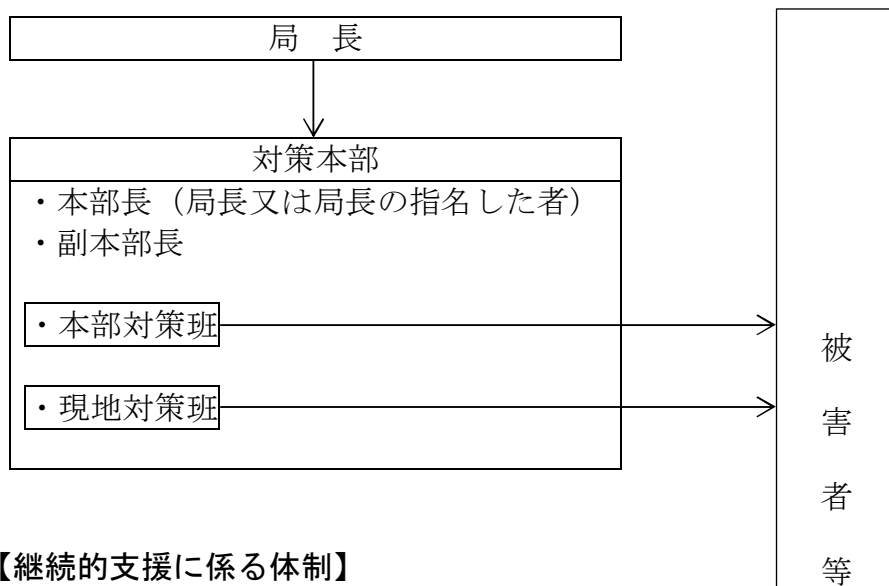 局　長
対策本部
・本部長（局長又は局長の指名した者）
・副本部長
・本部対策班
・現地対策班
被害者等
【継続的支援に係る体制】